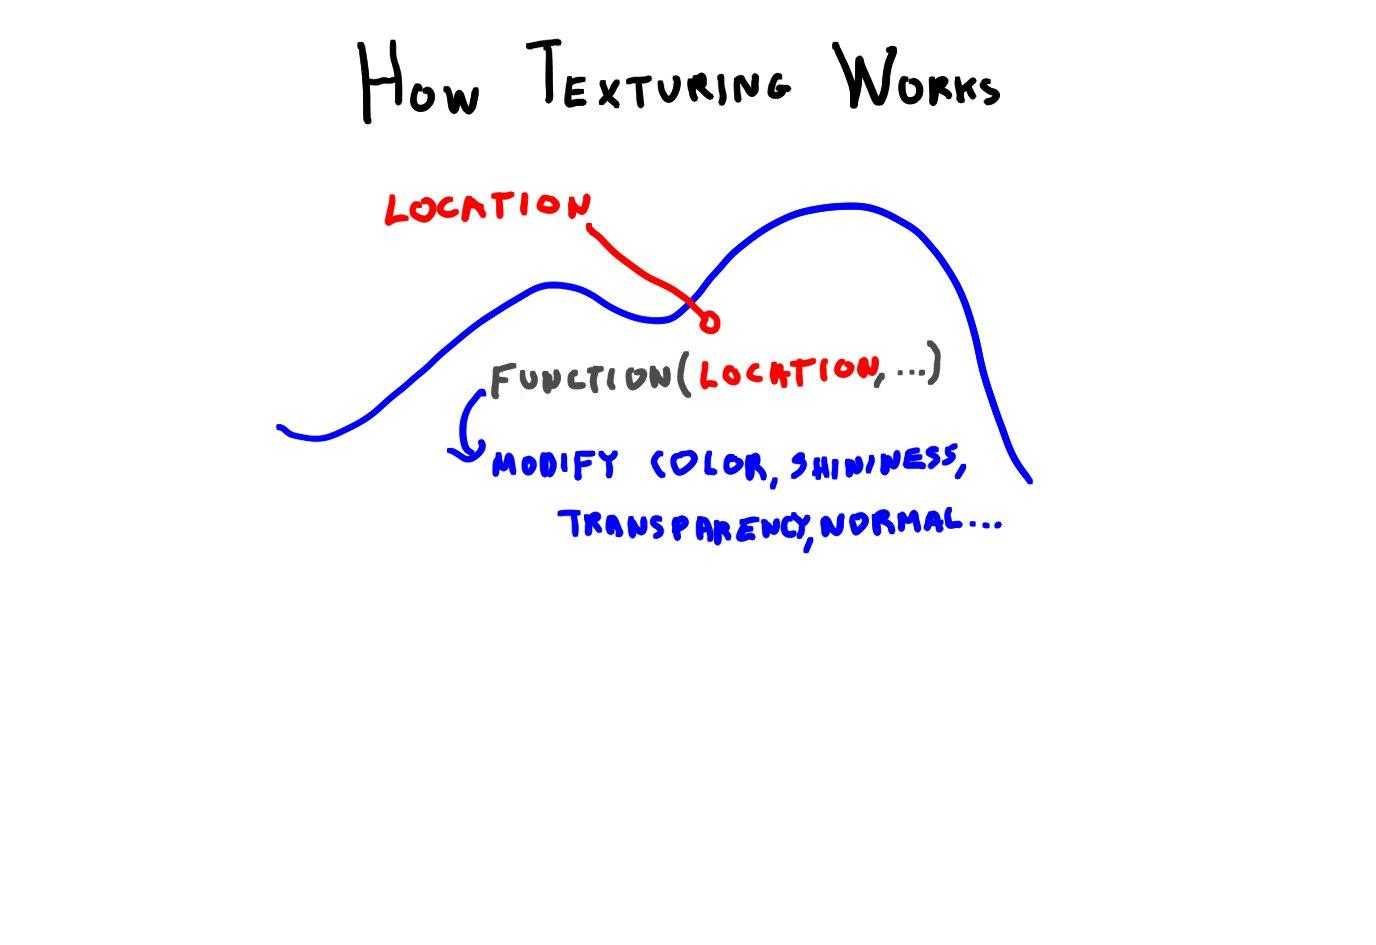 HOW TEXTURING WORKS
LOCATION
FUNCTION(LOCATION, ...)
MODIFY COLOR, SHININESS,
TRANSPARENCY, NORMAL...